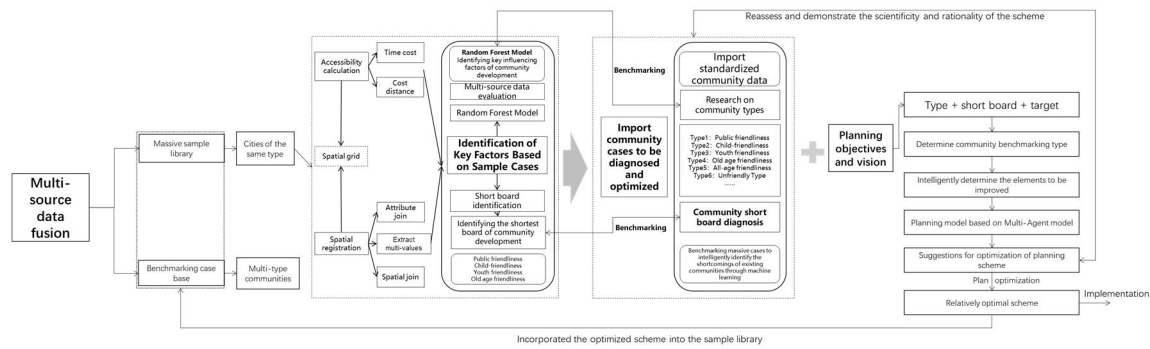 Reassess and demonstrate the scientificity and rationality of the scheme
Multi-
source
data
fusion
Massive sample
library
Cities of the
same type
Benchmarking case
base
Multi-type
communities
Accessibility
calculation
Time cost
Cost
distance
Spatial grid
Spatial
registration
Attribute
join
Extract
multi-values
Spatial join
Random Forest Model
Identifying key influencing
factors of community
development
Multi-source data
evaluation
Random Forest Model
Identification of
Key Factors Based
on Sample Cases
Short board
identification
Identifying the shortest
board of community
development
Public friendliness
Child-friendliness
Youth friendliness
Old age friendliness
Benchmarking
Import
community
cases to be
diagnosed
and
optimized
Benchmarking
Import
standardized
community data
Research on
community types
Type1: Public friendliness
Type2: Child-friendliness
Type3: Youth friendliness
Type4: Old age friendliness
Type5: All-age friendliness
Type6: Unfriendly Type
......
Community short
board diagnosis
Benchmarking massive cases to
intelligently identify the
shortcomings of existing
communities through machine
learning
Planning
objectives
and vision
Type + short board + target
Determine community benchmarking type
Intelligently determine the elements to be
improved
Planning model based on Multi-Agent model
Suggestions for optimization of planning
scheme
Plan optimization
Relatively optimal scheme
Implementation
Incorporated the optimized scheme into the sample library